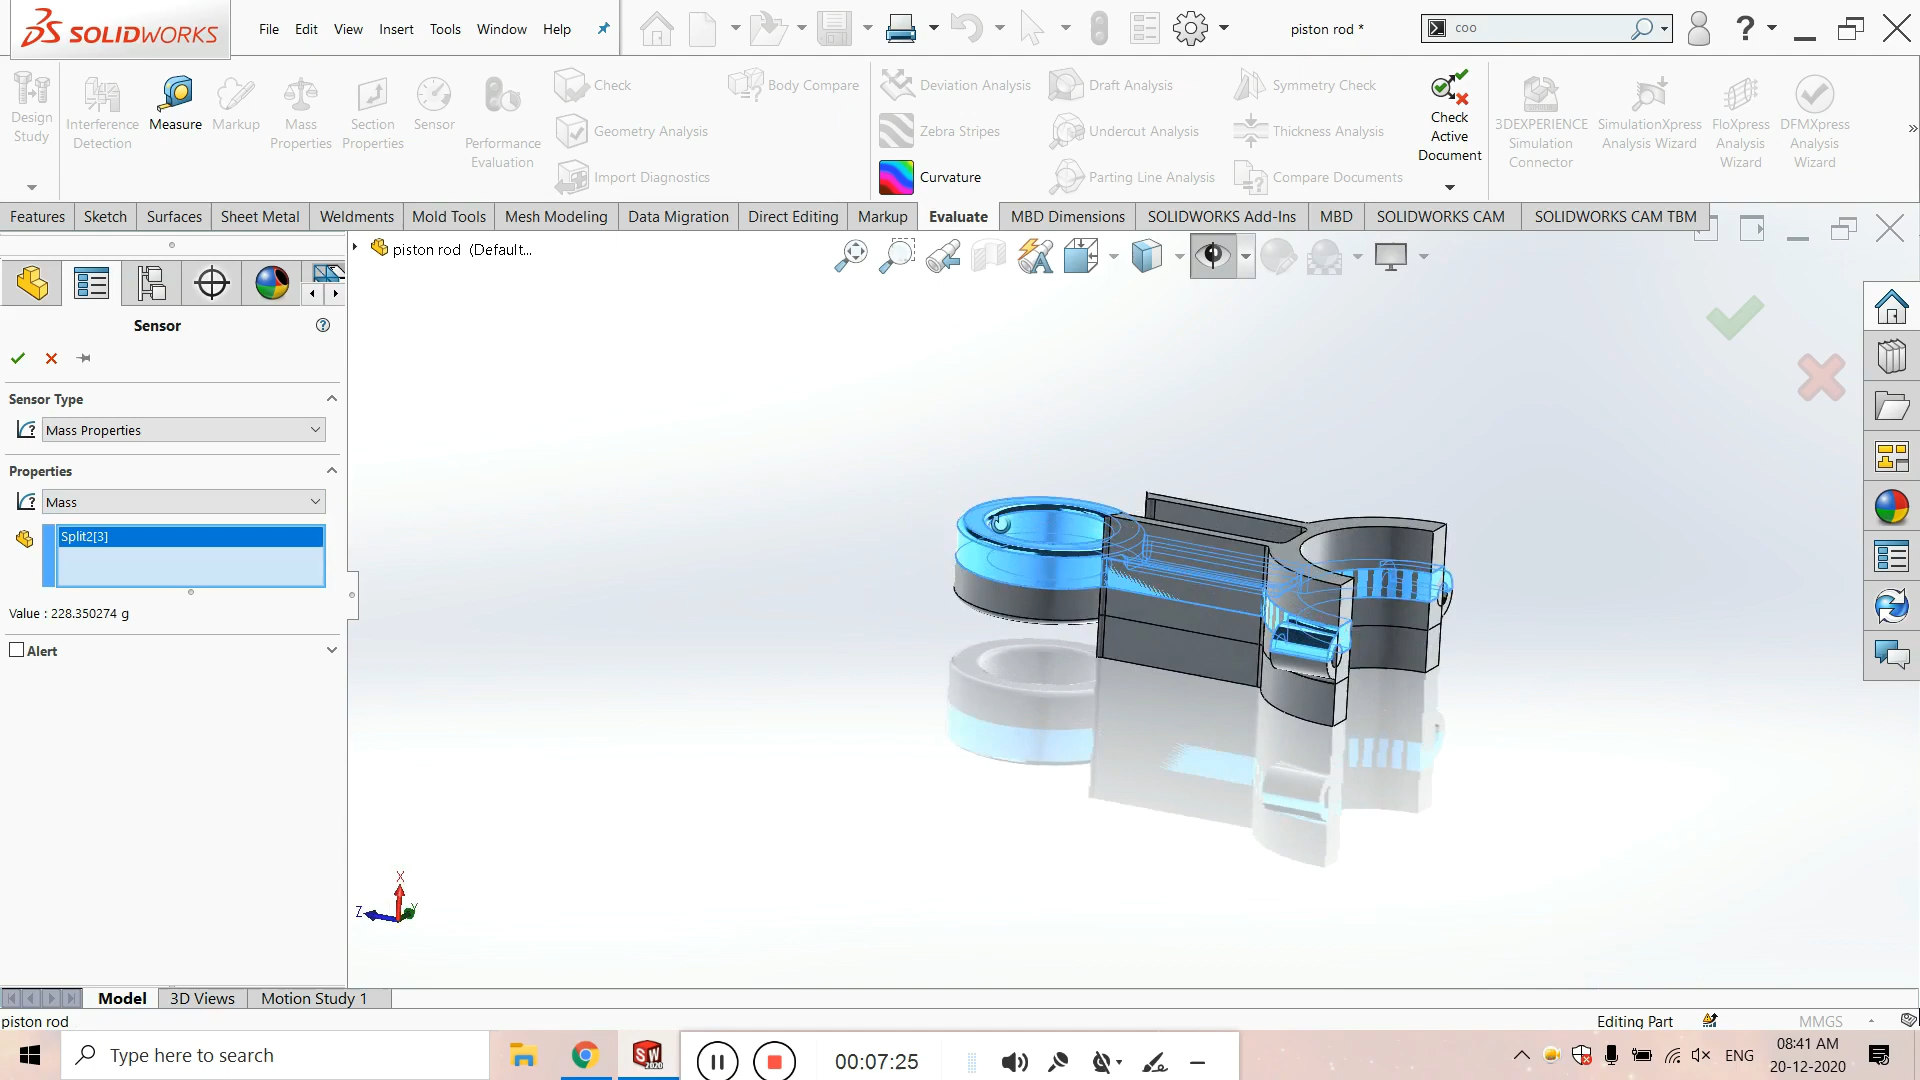 SOLIDWORKS
File Edit View Insert Tools Window Help
piston rod *
coo
Design Study
Interference Detection
Measure
Markup
Mass Properties
Section Properties
Sensor
Performance Evaluation
Check
Geometry Analysis
Import Diagnostics
Body Compare
Deviation Analysis
Zebra Stripes
Curvature
Draft Analysis
Undercut Analysis
Parting Line Analysis
Symmetry Check
Thickness Analysis
Compare Documents
Check Active Document
3DEXPERIENCE Simulation Connector
SimulationXpress Analysis Wizard
FloXpress Analysis Wizard
DFMXpress Analysis Wizard
Features Sketch Surfaces Sheet Metal Weldments Mold Tools Mesh Modeling Data Migration Direct Editing Markup Evaluate MBD Dimensions SOLIDWORKS Add-Ins MBD SOLIDWORKS CAM SOLIDWORKS CAM TBM
piston rod (Default...
Sensor
Sensor Type
Mass Properties
Properties
Mass
Split2[3]
Value : 228.350274 g
Alert
X
Z
Y
Model 3D Views Motion Study 1
piston rod
Editing Part
MMGS
Type here to search
SW
2020
00:07:25
ENG
08:41 AM
20-12-2020